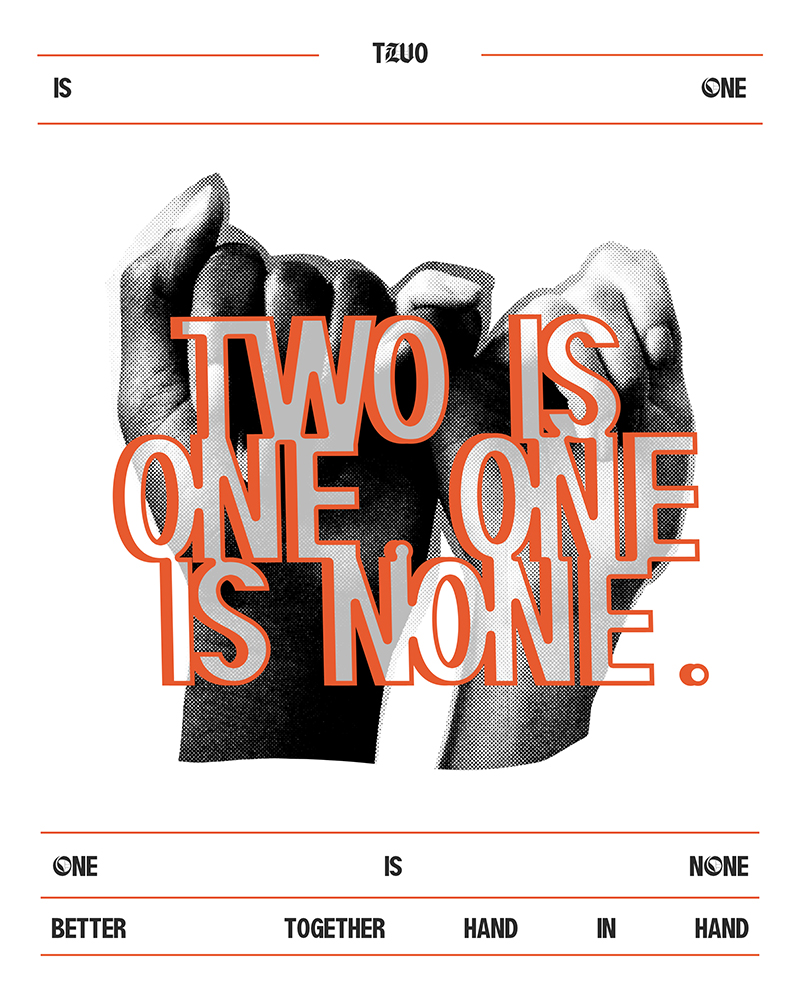 TWO
IS ONE
TWO IS
ONE. ONE
IS NONE.
ONE IS NONE
BETTER TOGETHER HAND IN HAND